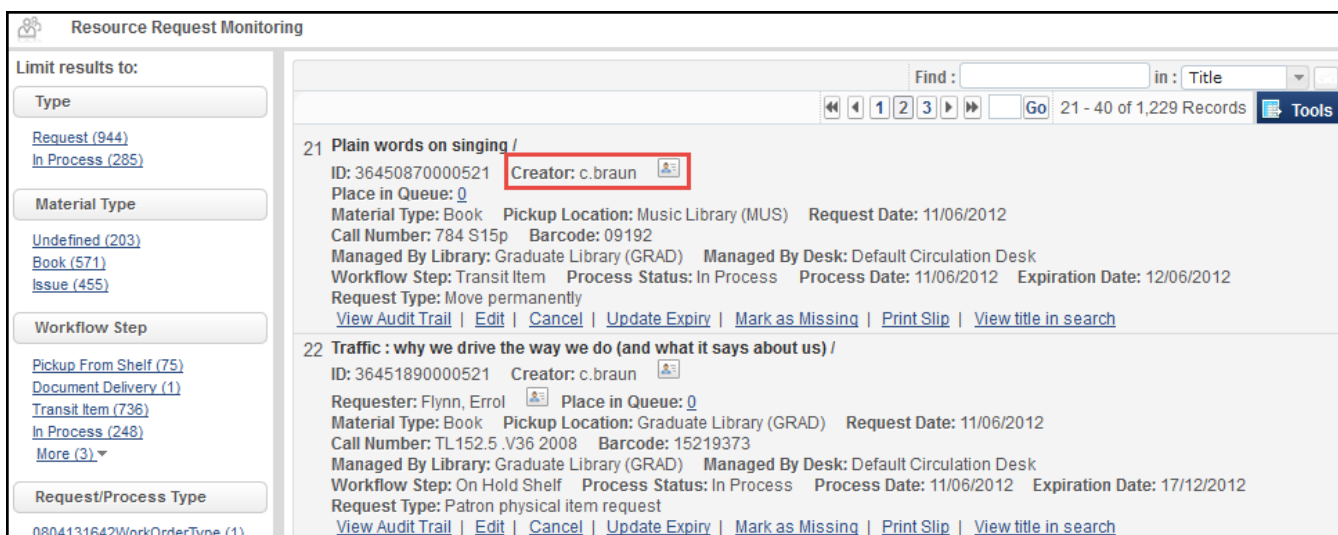 Resource Request Monitoring
Limit results to:
Type
Request (944)
In Process (285)
Material Type
Undefined (203)
Book (571)
Issue (455)
Workflow Step
Pickup From Shelf (75)
Document Delivery (1)
Transit Item (736)
In Process (248)
More (3)
Request/Process Type
0804131642WorkOrderType (1)
Find : in : Title
1 2 3 Go 21 - 40 of 1,229 Records Tools
21 Plain words on singing /
ID: 36450870000521 Creator: c.braun
Place in Queue: 0
Material Type: Book Pickup Location: Music Library (MUS) Request Date: 11/06/2012
Call Number: 784 S15p Barcode: 09192
Managed By Library: Graduate Library (GRAD) Managed By Desk: Default Circulation Desk
Workflow Step: Transit Item Process Status: In Process Process Date: 11/06/2012 Expiration Date: 12/06/2012
Request Type: Move permanently
View Audit Trail | Edit | Cancel | Update Expiry | Mark as Missing | Print Slip | View title in search
22 Traffic : why we drive the way we do (and what it says about us) /
ID: 36451890000521 Creator: c.braun
Requester: Flynn, Errol Place in Queue: 0
Material Type: Book Pickup Location: Graduate Library (GRAD) Request Date: 11/06/2012
Call Number: TL152.5 .V36 2008 Barcode: 15219373
Managed By Library: Graduate Library (GRAD) Managed By Desk: Default Circulation Desk
Workflow Step: On Hold Shelf Process Status: In Process Process Date: 11/06/2012 Expiration Date: 17/12/2012
Request Type: Patron physical item request
View Audit Trail | Edit | Cancel | Update Expiry | Mark as Missing | Print Slip | View title in search